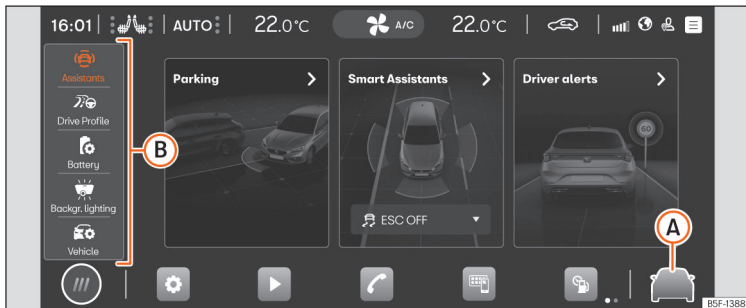 16:01 AUTO 22.0°C A/C 22.0°C
Assistants
Drive Profile
Battery
Backgr. lighting
Vehicle
B
Parking
Smart Assistants
Driver alerts
60
ESC OFF
A
B5F-1388